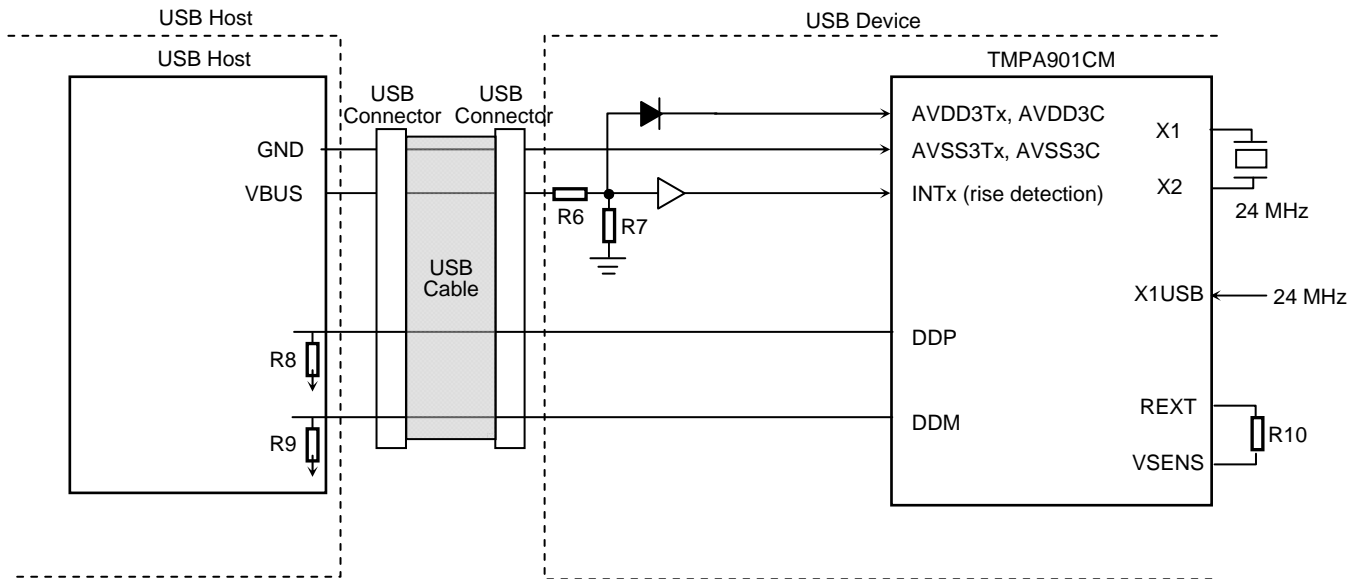 USB Host
USB Device
USB Host
TMPA901CM
USB
Connector
USB
Connector
AVDD3Tx, AVDD3C
X1
GND
AVSS3Tx, AVSS3C
VBUS
INTx (rise detection)
X2
R6
R7
24 MHz
USB
Cable
X1USB
24 MHz
R8
DDP
R9
DDM
REXT
R10
VSENS